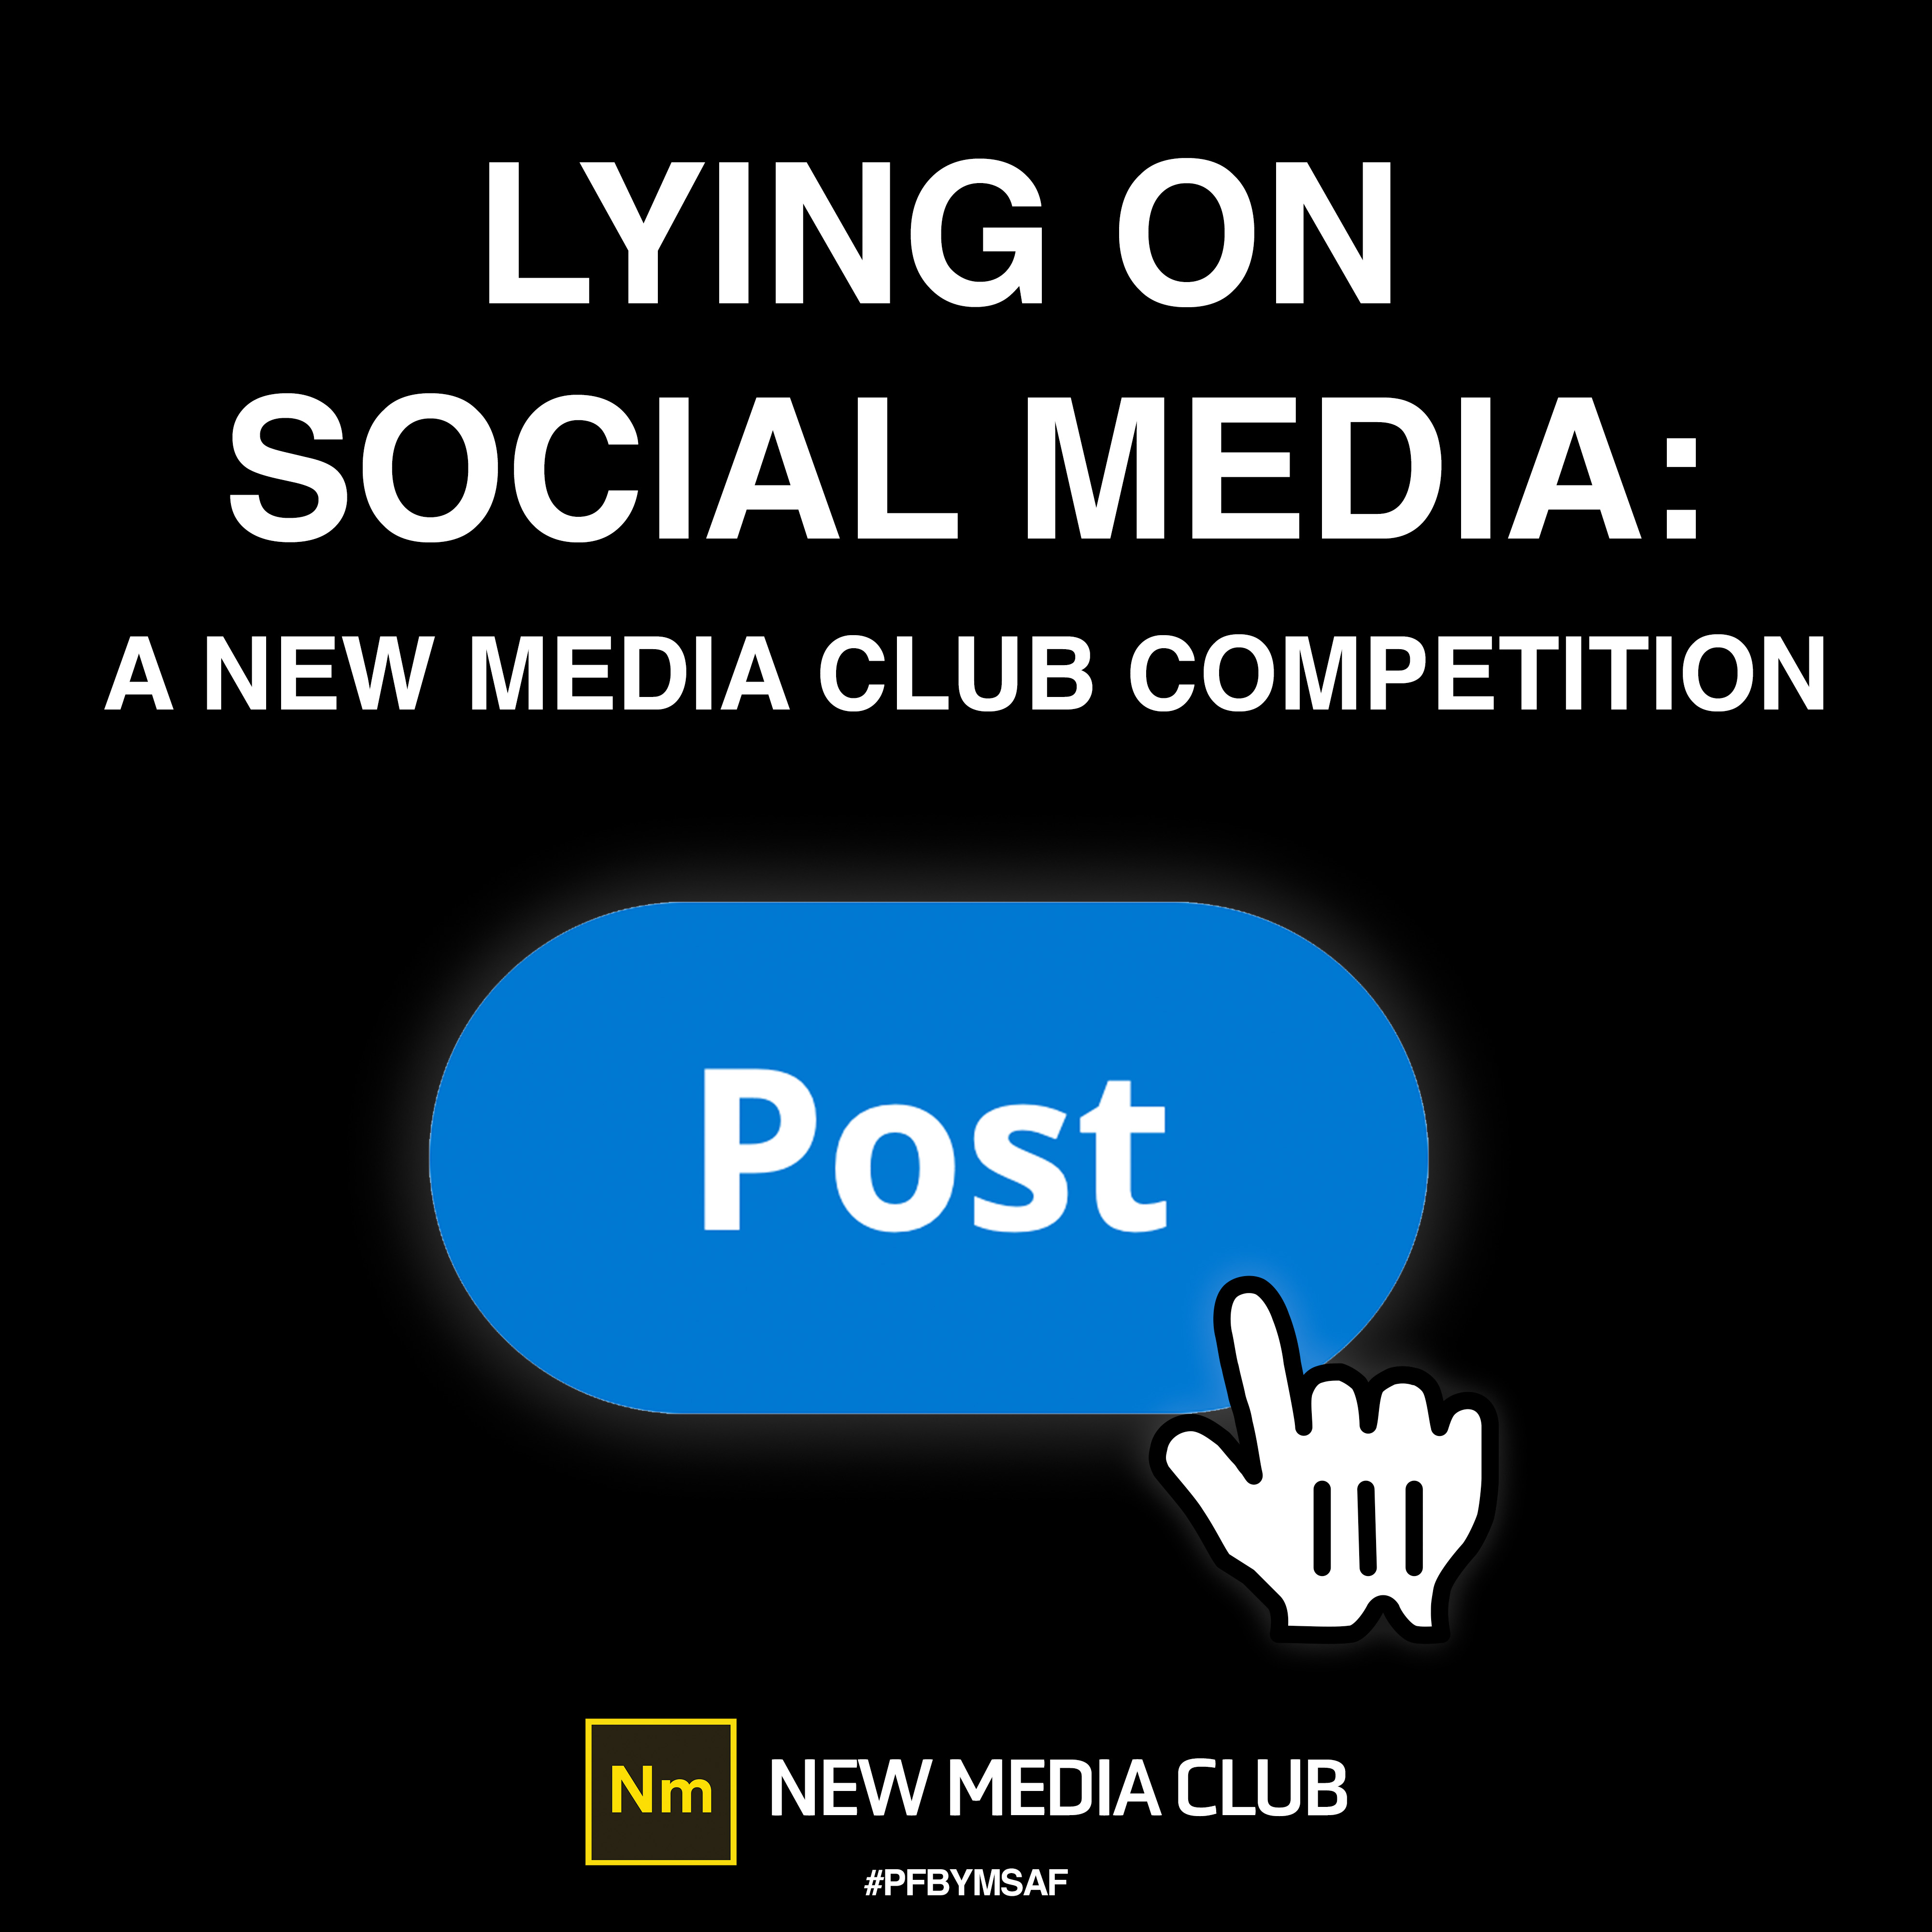 LYING ON
SOCIAL MEDIA:
A NEW MEDIA CLUB COMPETITION
Post
Nm
NEW MEDIA CLUB
#PFBYMSAF